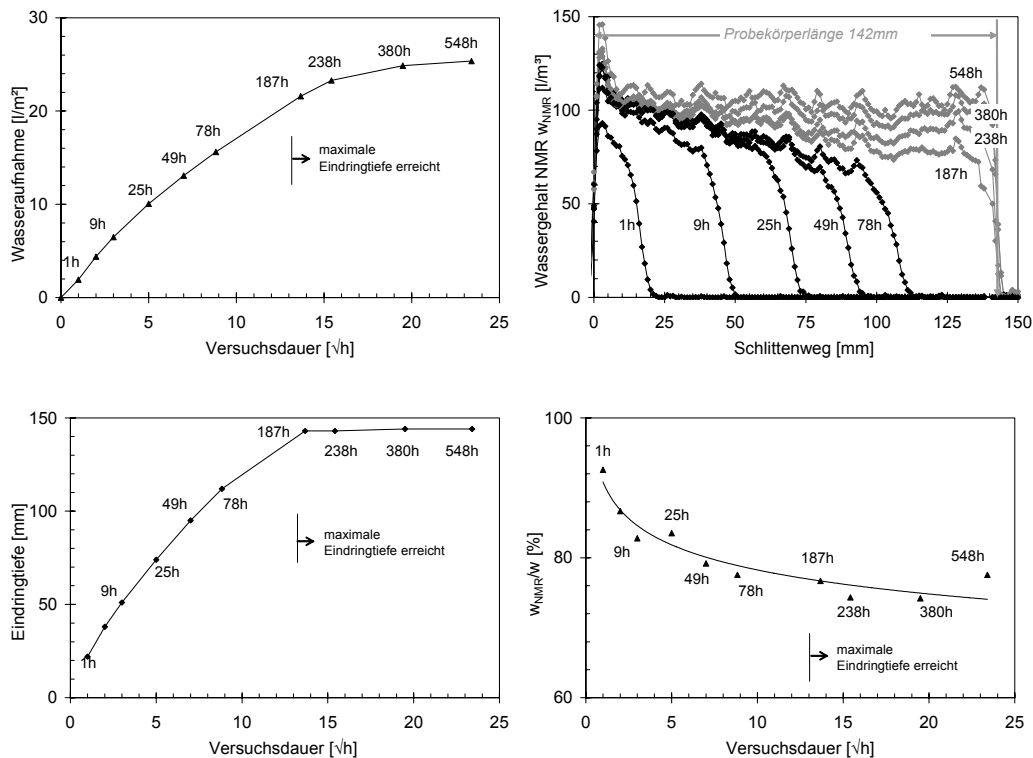 Wasseraufnahme [l/m²]
30
20
10
0
0 5 10 15 20 25
Versuchsdauer [√h]
1h
9h
25h
49h
78h
187h
238h
380h
548h
maximale
Eindringtiefe erreicht
Wassergehalt NMR wNMR [l/m³]
150
100
50
0
0 25 50 75 100 125 150
Schlittenweg [mm]
Probekörperlänge 142mm
548h
380h
238h
187h
1h
9h
25h
49h
78h
Eindringtiefe [mm]
150
100
50
0
0 5 10 15 20 25
Versuchsdauer [√h]
1h
9h
25h
49h
78h
187h
238h
380h
548h
maximale
Eindringtiefe erreicht
wNMR/w [%]
100
80
60
0 5 10 15 20 25
Versuchsdauer [√h]
1h
9h
25h
49h
78h
187h
238h
380h
548h
maximale
Eindringtiefe erreicht